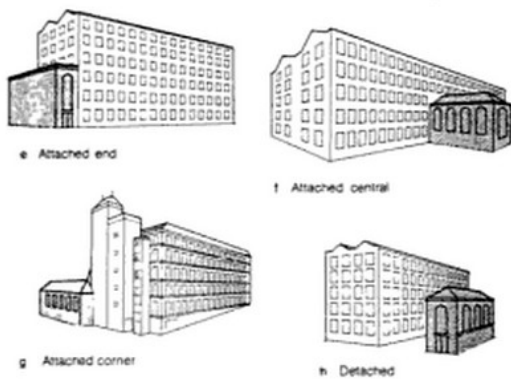 e Attached end
f Attached central
g Attached corner
h Detached